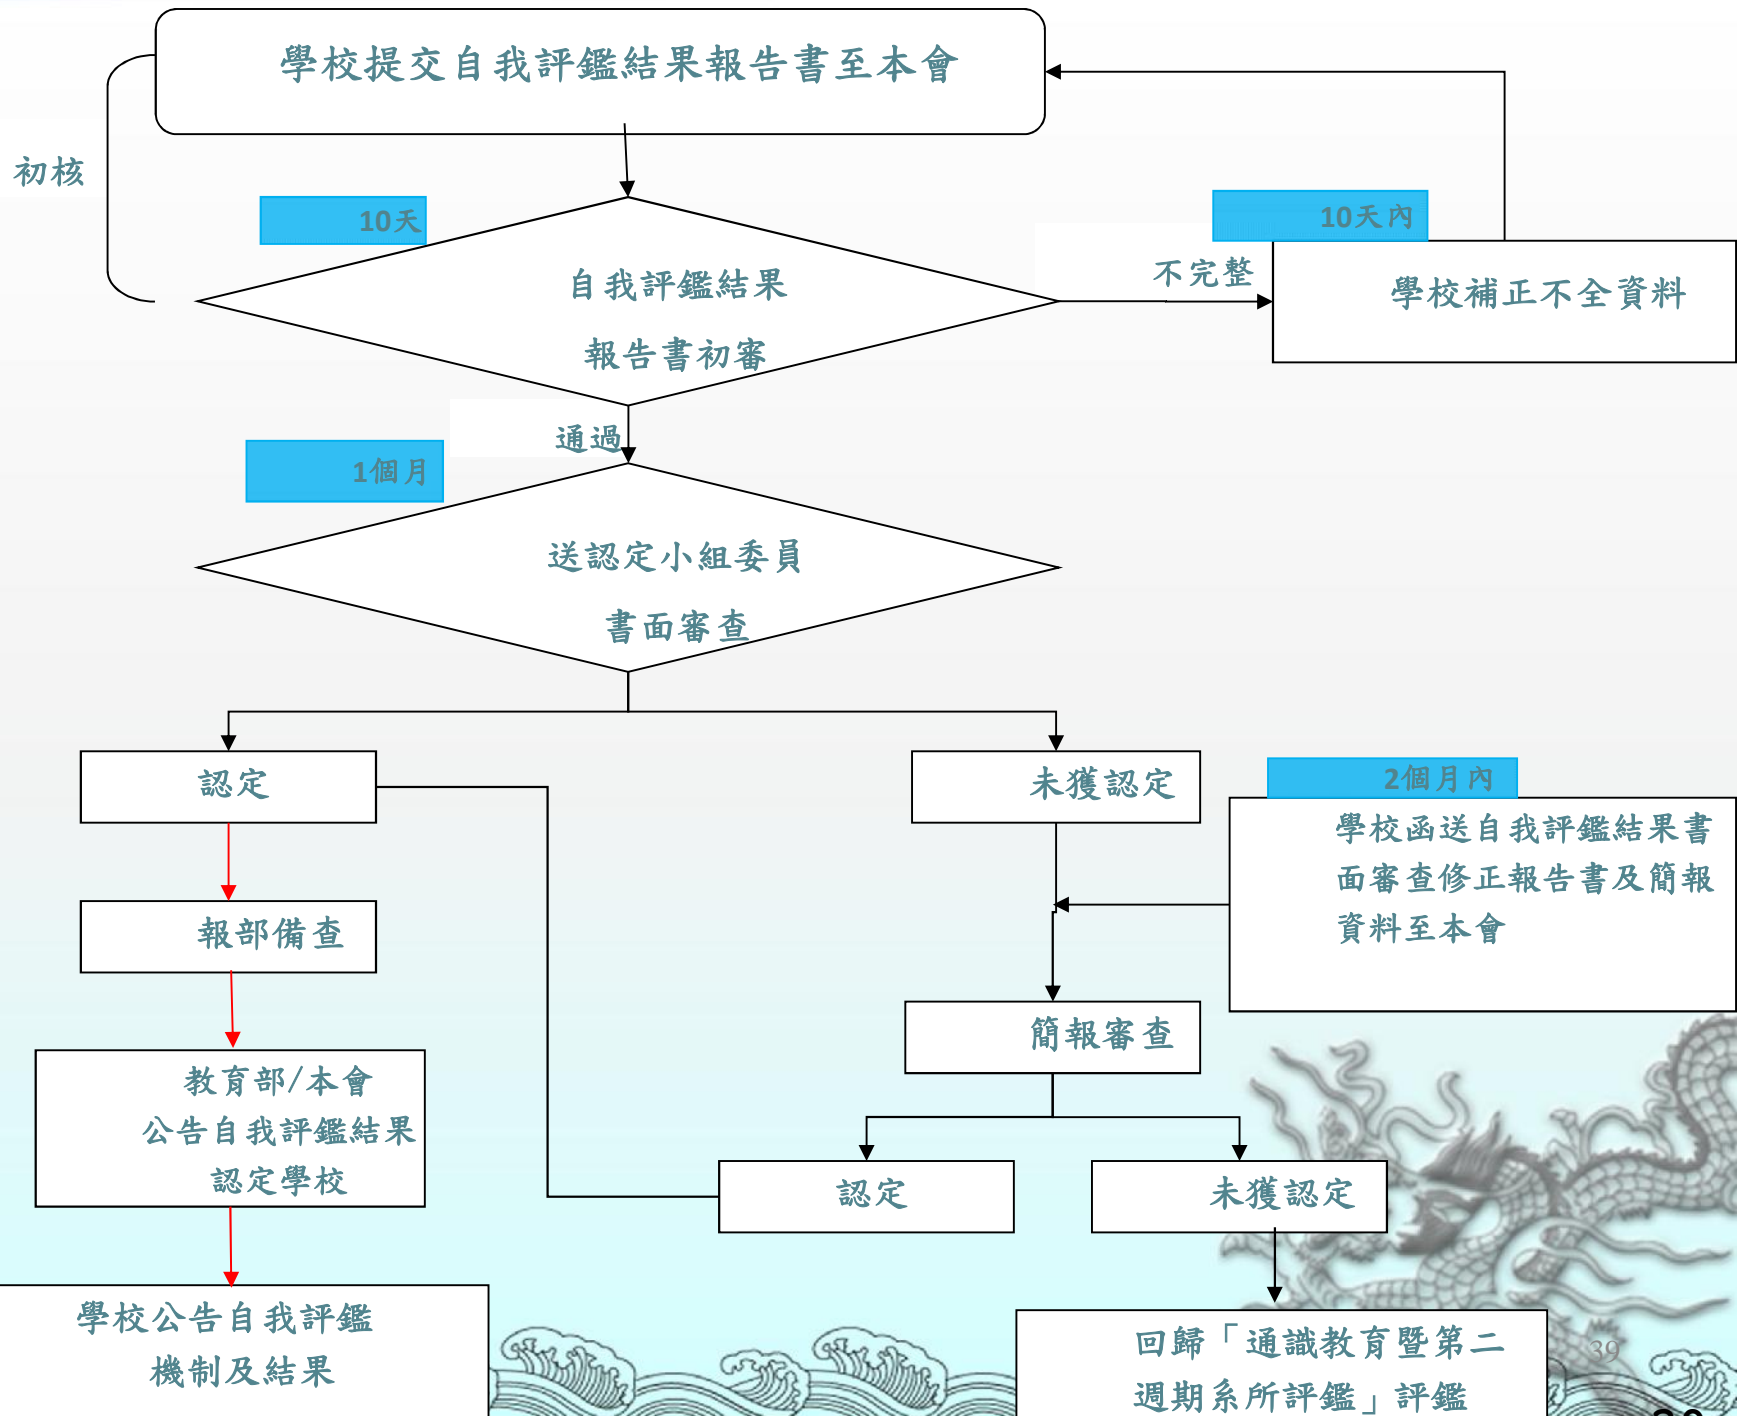 學校提交自我評鑑結果報告書至本會
初核
10天
10天內
自我評鑑結果
報告書初審
不完整
學校補正不全資料
通過
1個月
送認定小組委員
書面審查
認定
未獲認定
2個月內
學校函送自我評鑑結果書
面審查修正報告書及簡報
資料至本會
報部備查
簡報審查
教育部/本會
公告自我評鑑結果
認定學校
認定
未獲認定
學校公告自我評鑑
機制及結果
回歸「通識教育暨第二
週期系所評鑑」評鑑
39